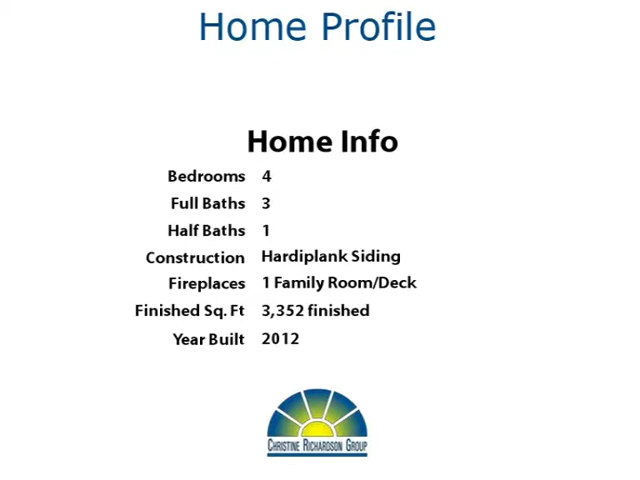 Home Profile
Home Info
Bedrooms 4
Full Baths 3
Half Baths 1
Construction Hardiplank Siding
Fireplaces 1 Family Room/Deck
Finished Sq. Ft 3,352 finished
Year Built 2012
CHRISTINE RICHARDSON GROUP